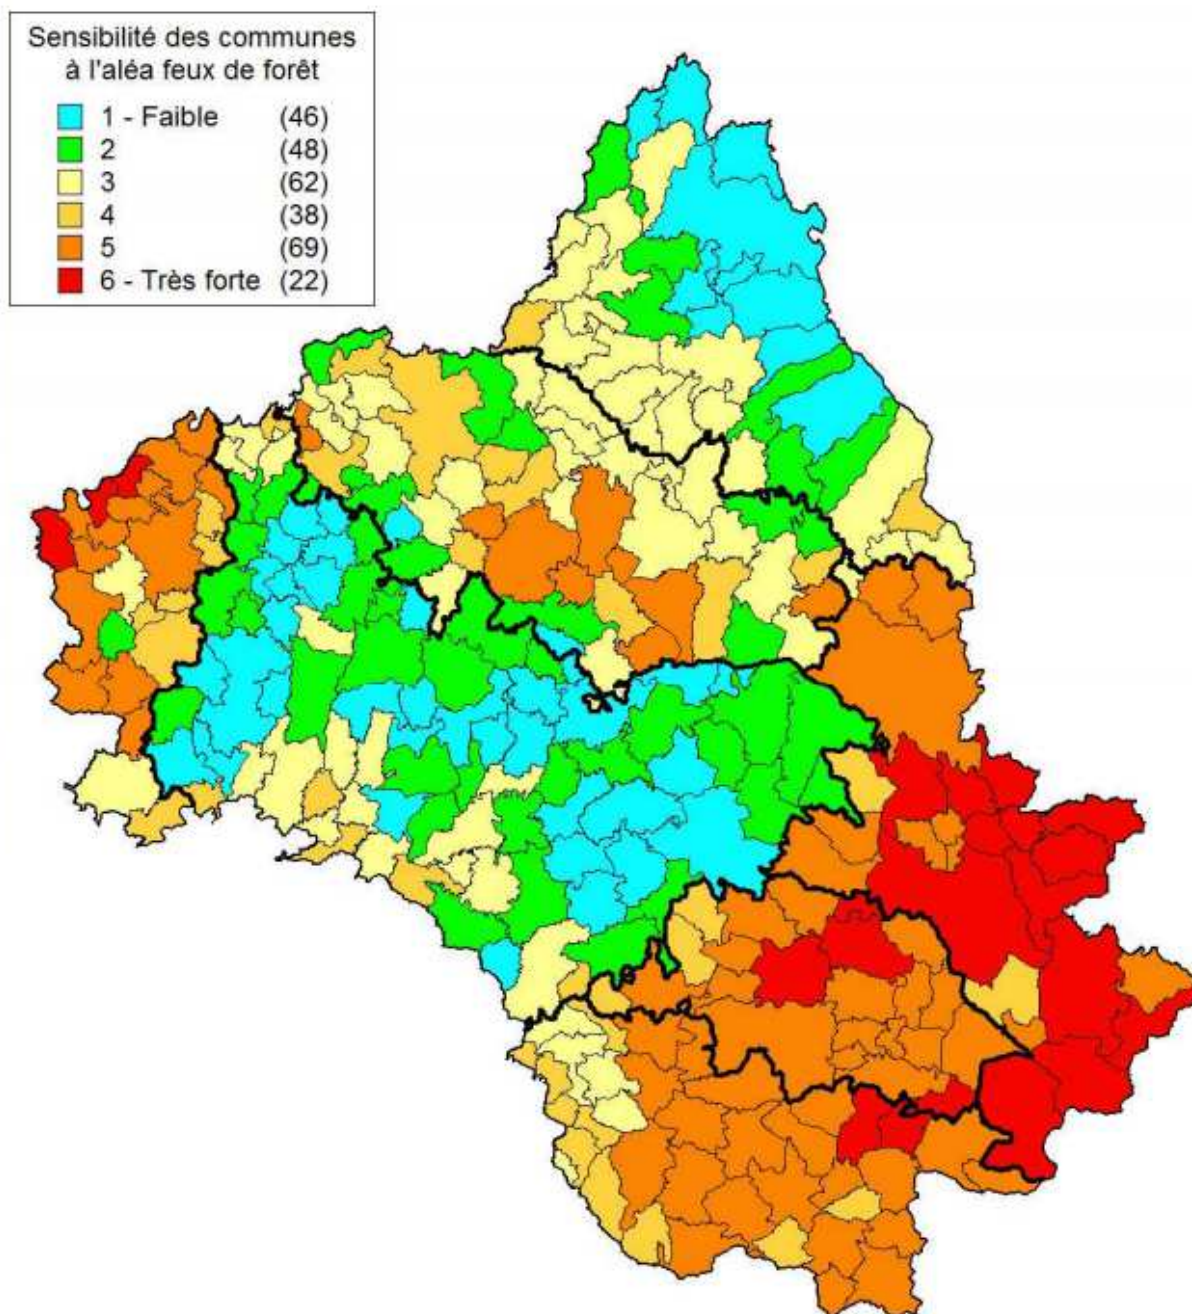 Sensibilité des communes
à l'aléa feux de forêt
1 - Faible (46)
2 (48)
3 (62)
4 (38)
5 (69)
6 - Très forte (22)